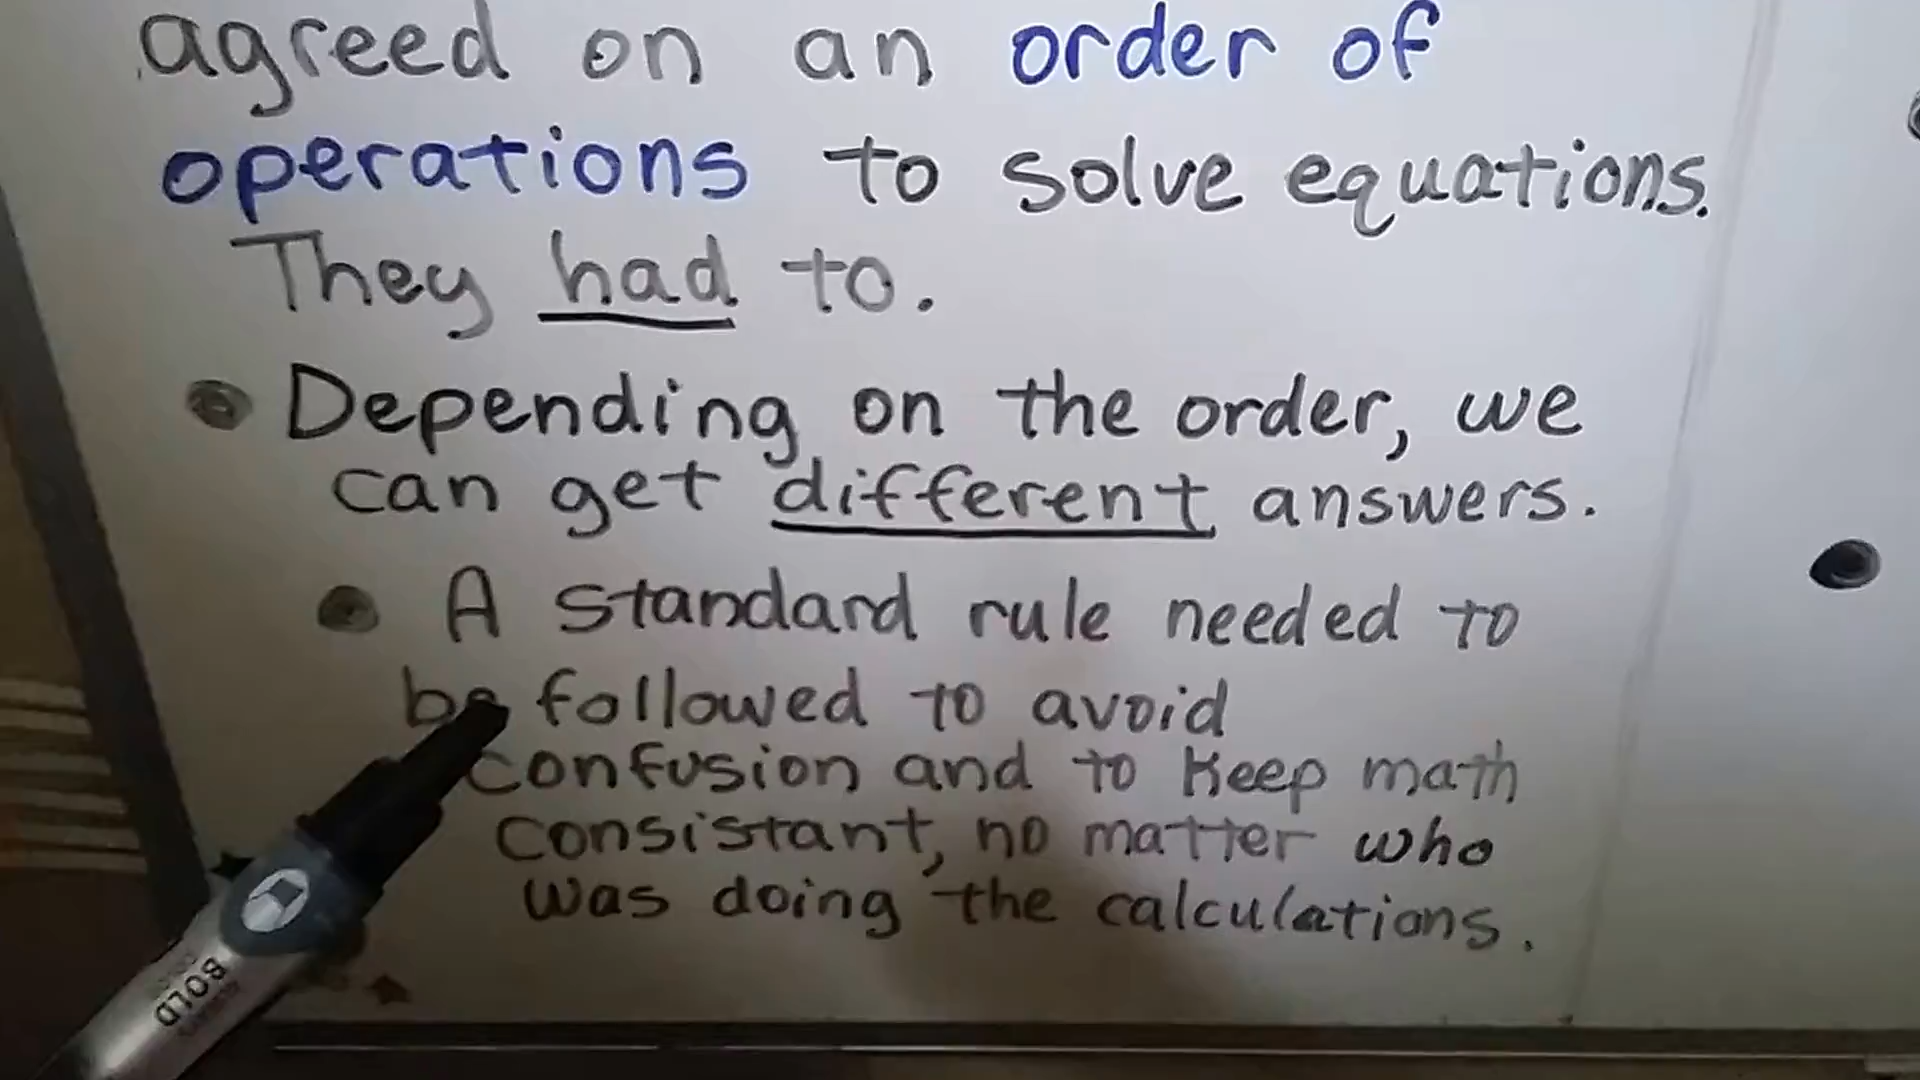 agreed on an order of
operations to solve equations.
They had to.
Depending on the order, we
can get different answers.
A standard rule needed to
be followed to avoid
confusion and to keep math
consistant, no matter who
was doing the calculations.
BOLD